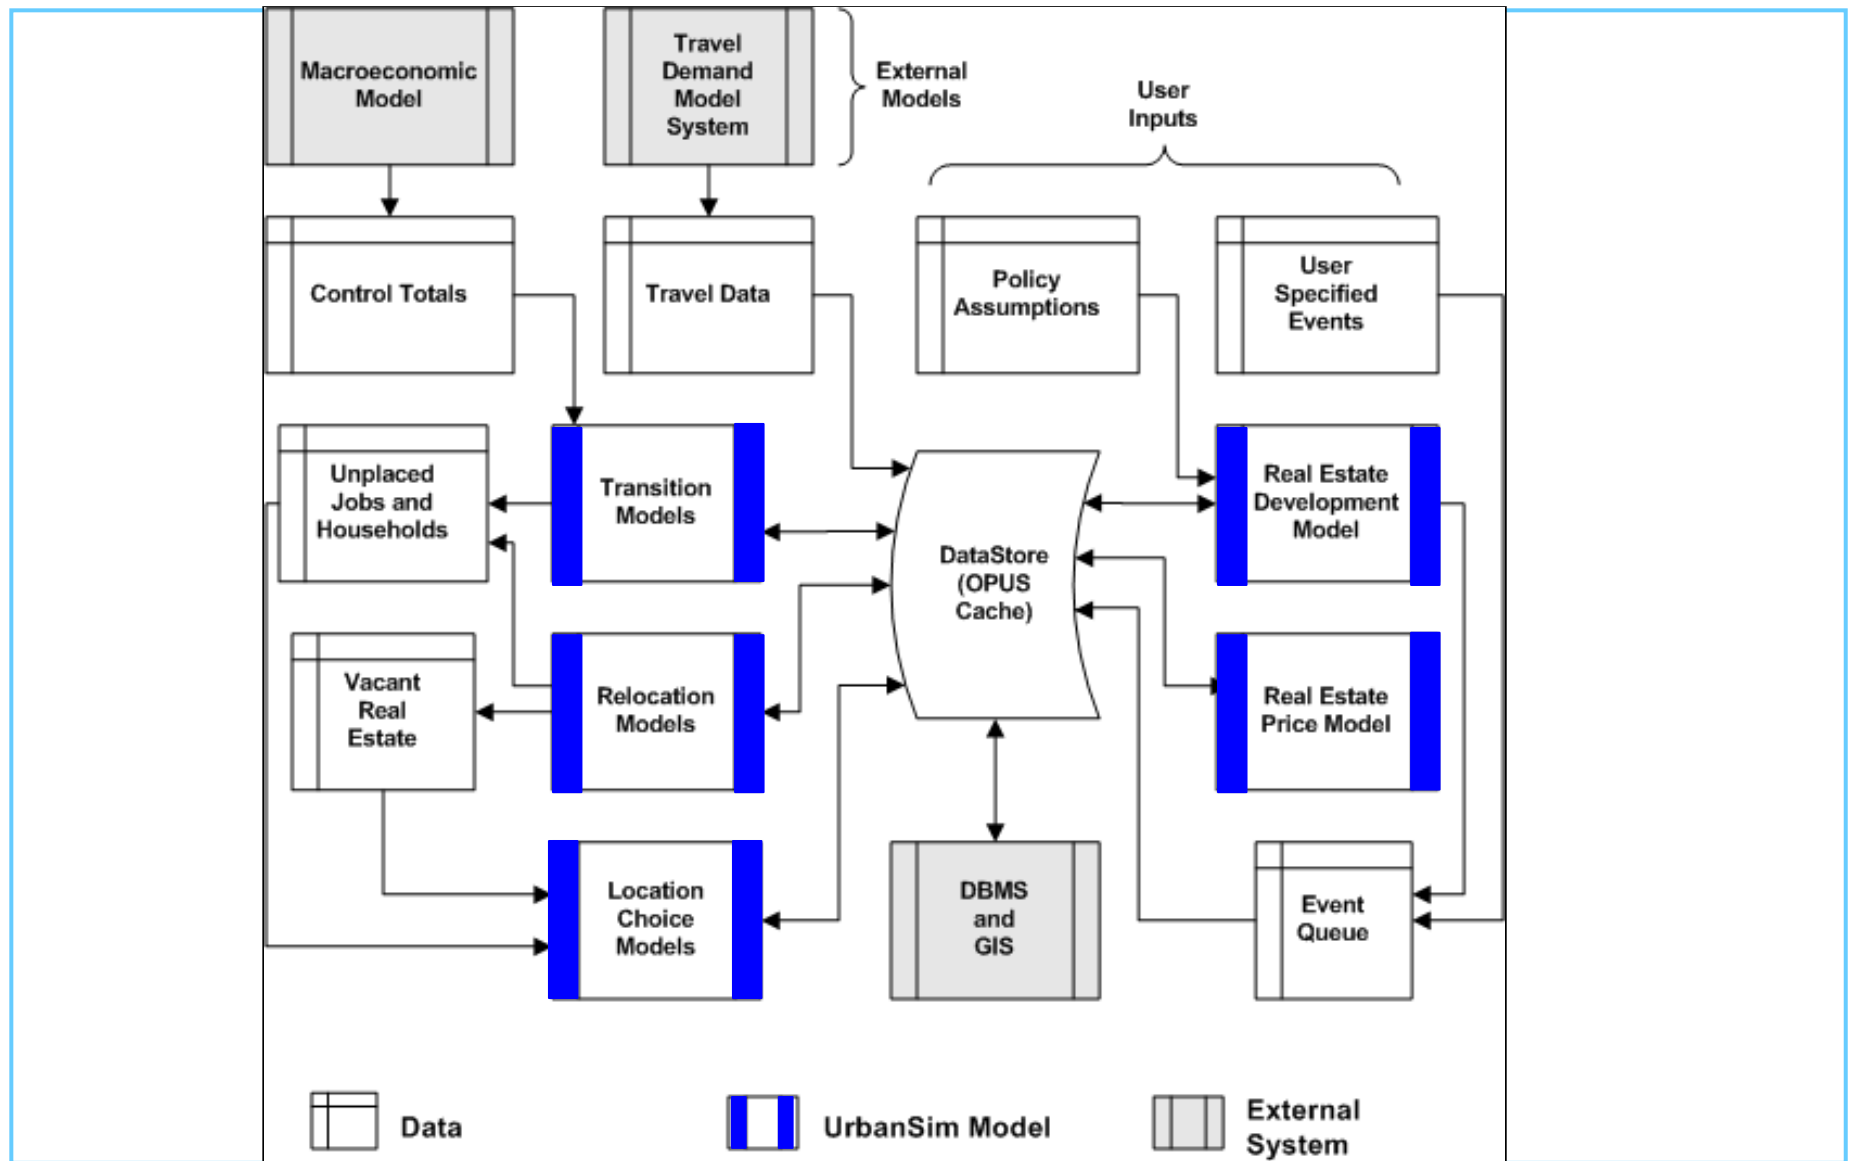 Macroeconomic
Model
Travel
Demand
Model
System
External
Models
User
Inputs
Control Totals
Travel Data
Policy
Assumptions
User
Specified
Events
Unplaced
Jobs and
Households
Transition
Models
DataStore
(OPUS
Cache)
Real Estate
Development
Model
Vacant
Real
Estate
Relocation
Models
Real Estate
Price Model
Location
Choice
Models
DBMS
and
GIS
Event
Queue
Data
UrbanSim Model
External
System